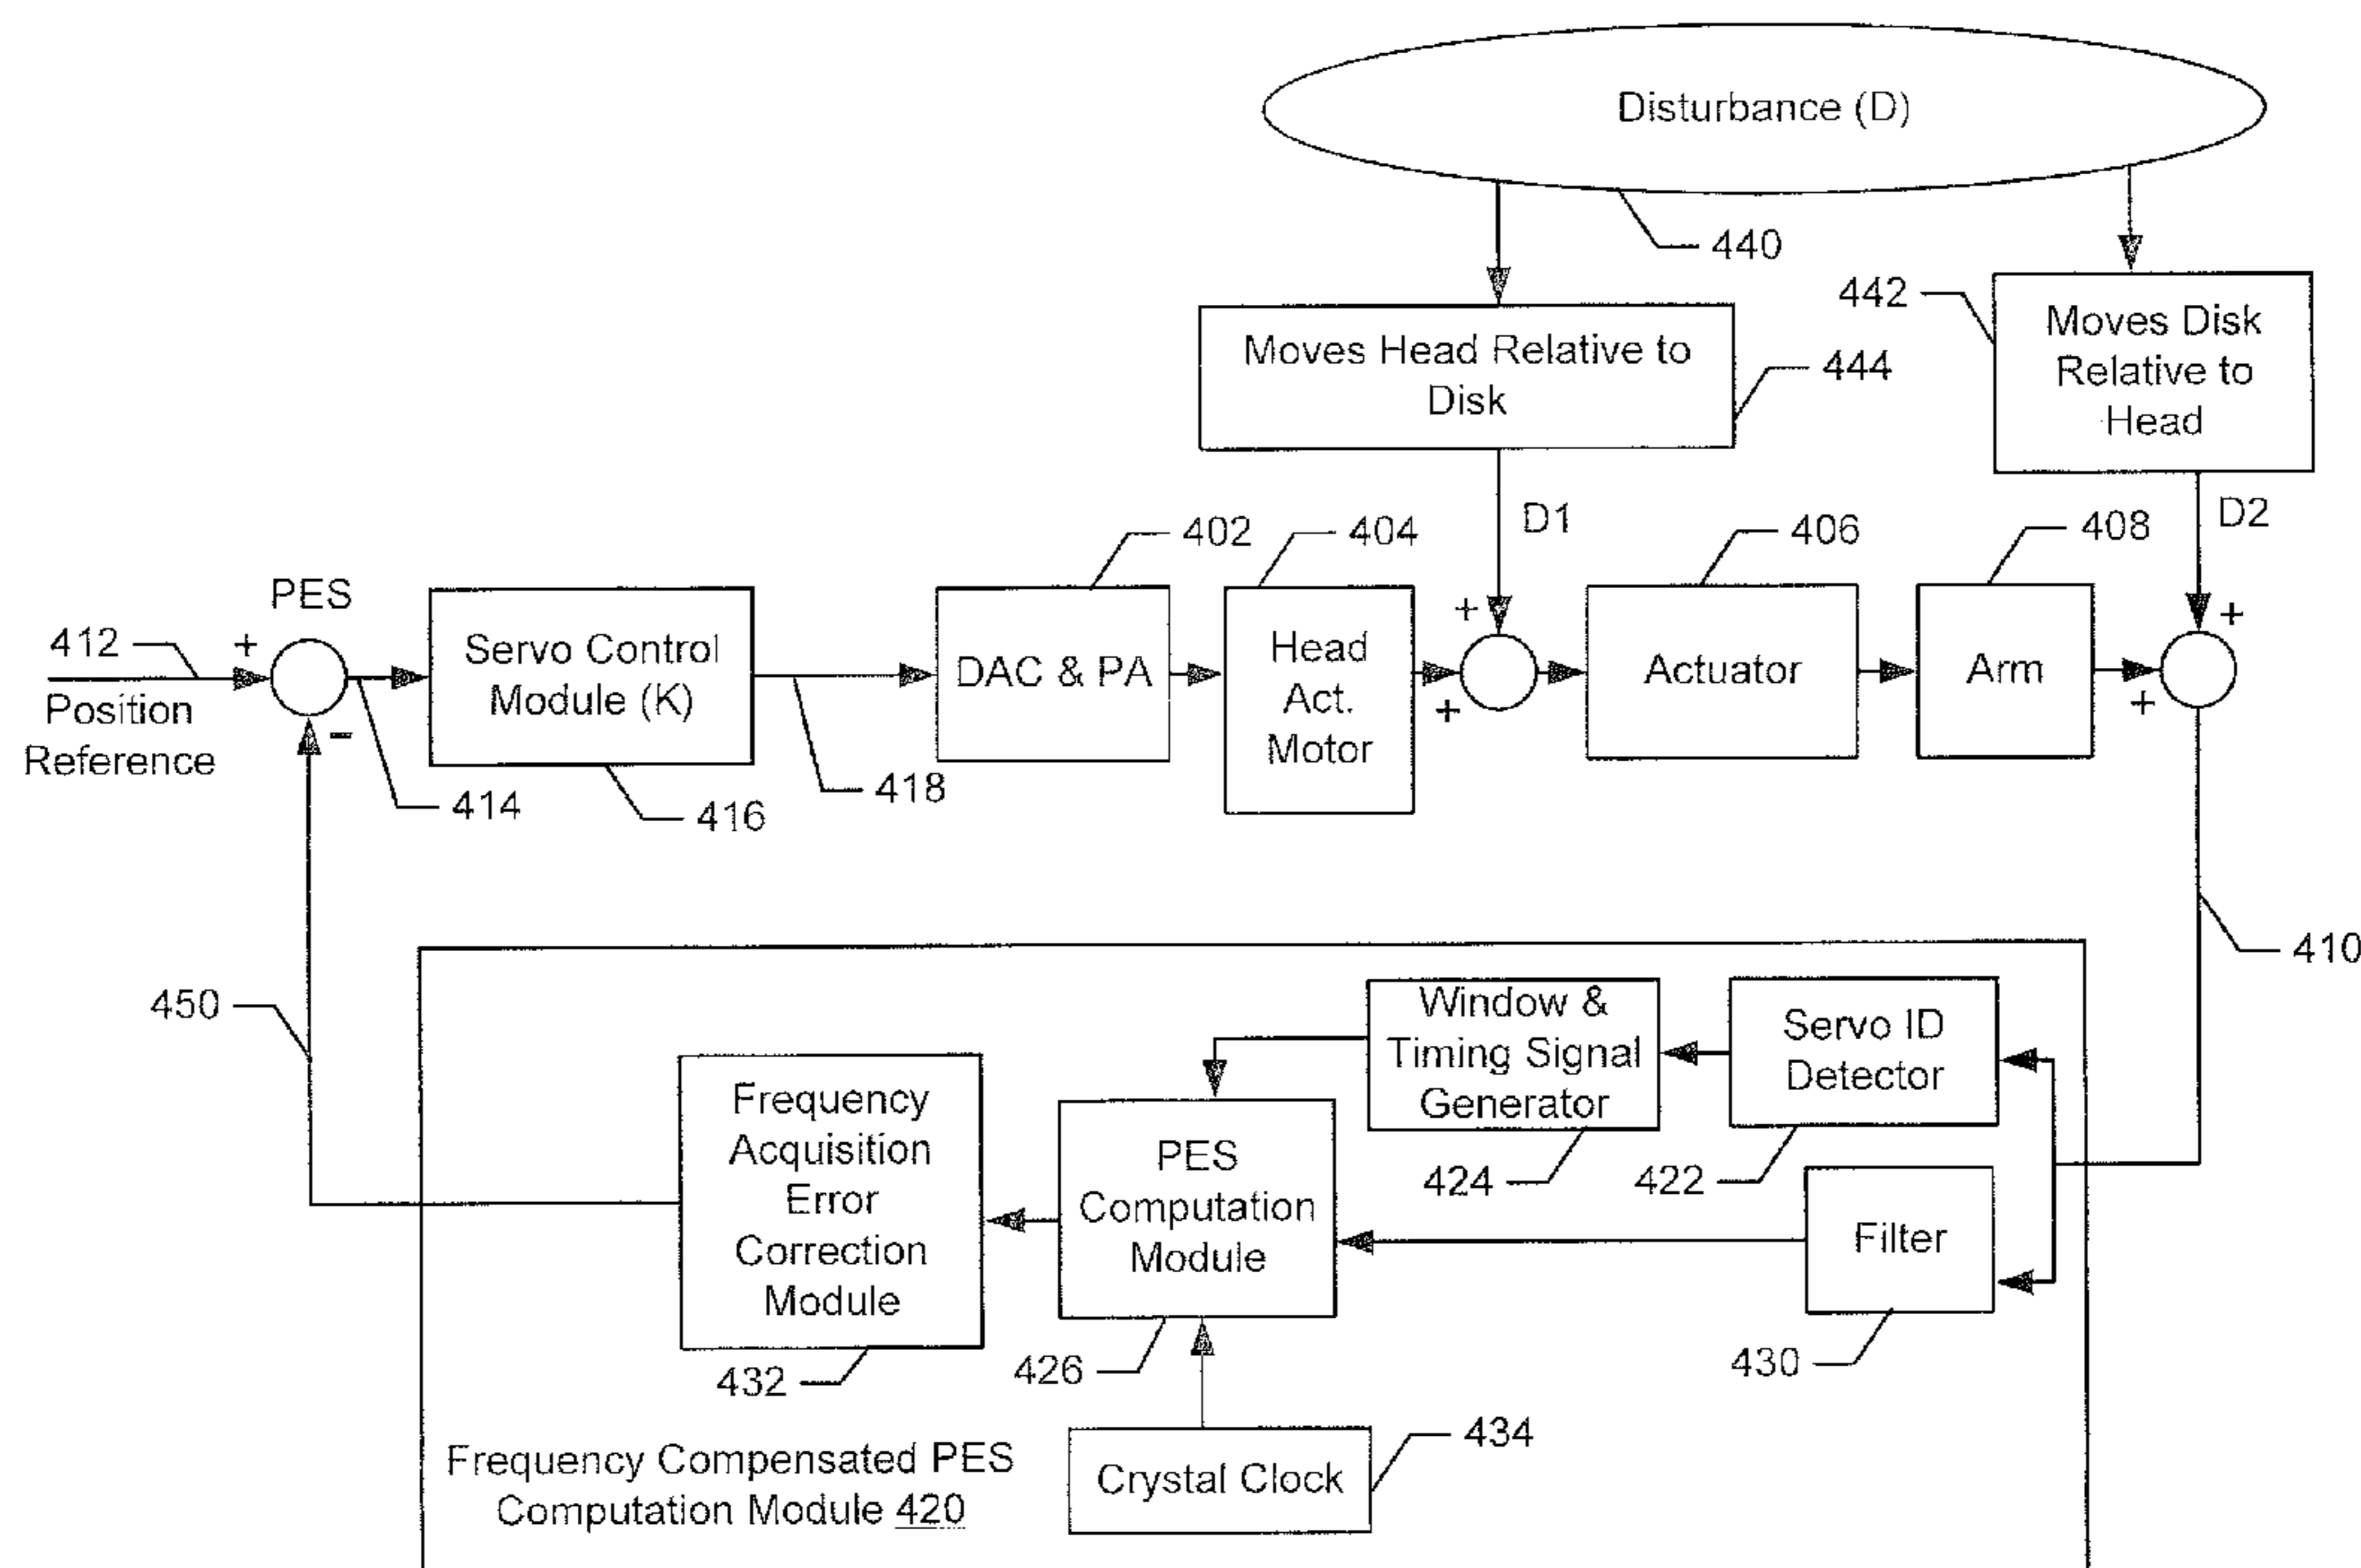 Disturbance (D)
440
442
Moves Disk
Relative to
Head
Moves Head Relative to
Disk
444
D1
D2
402
404
406
408
PES
412
+
Position
Reference
-
414
Servo Control
Module (K)
416
418
DAC & PA
Head
Act.
Motor
+
+
Actuator
Arm
+
+
410
450
Window &
Timing Signal
Generator
424
Servo ID
Detector
422
Frequency
Acquisition
Error
Correction
Module
432
PES
Computation
Module
426
Filter
430
Crystal Clock
434
Frequency Compensated PES
Computation Module 420